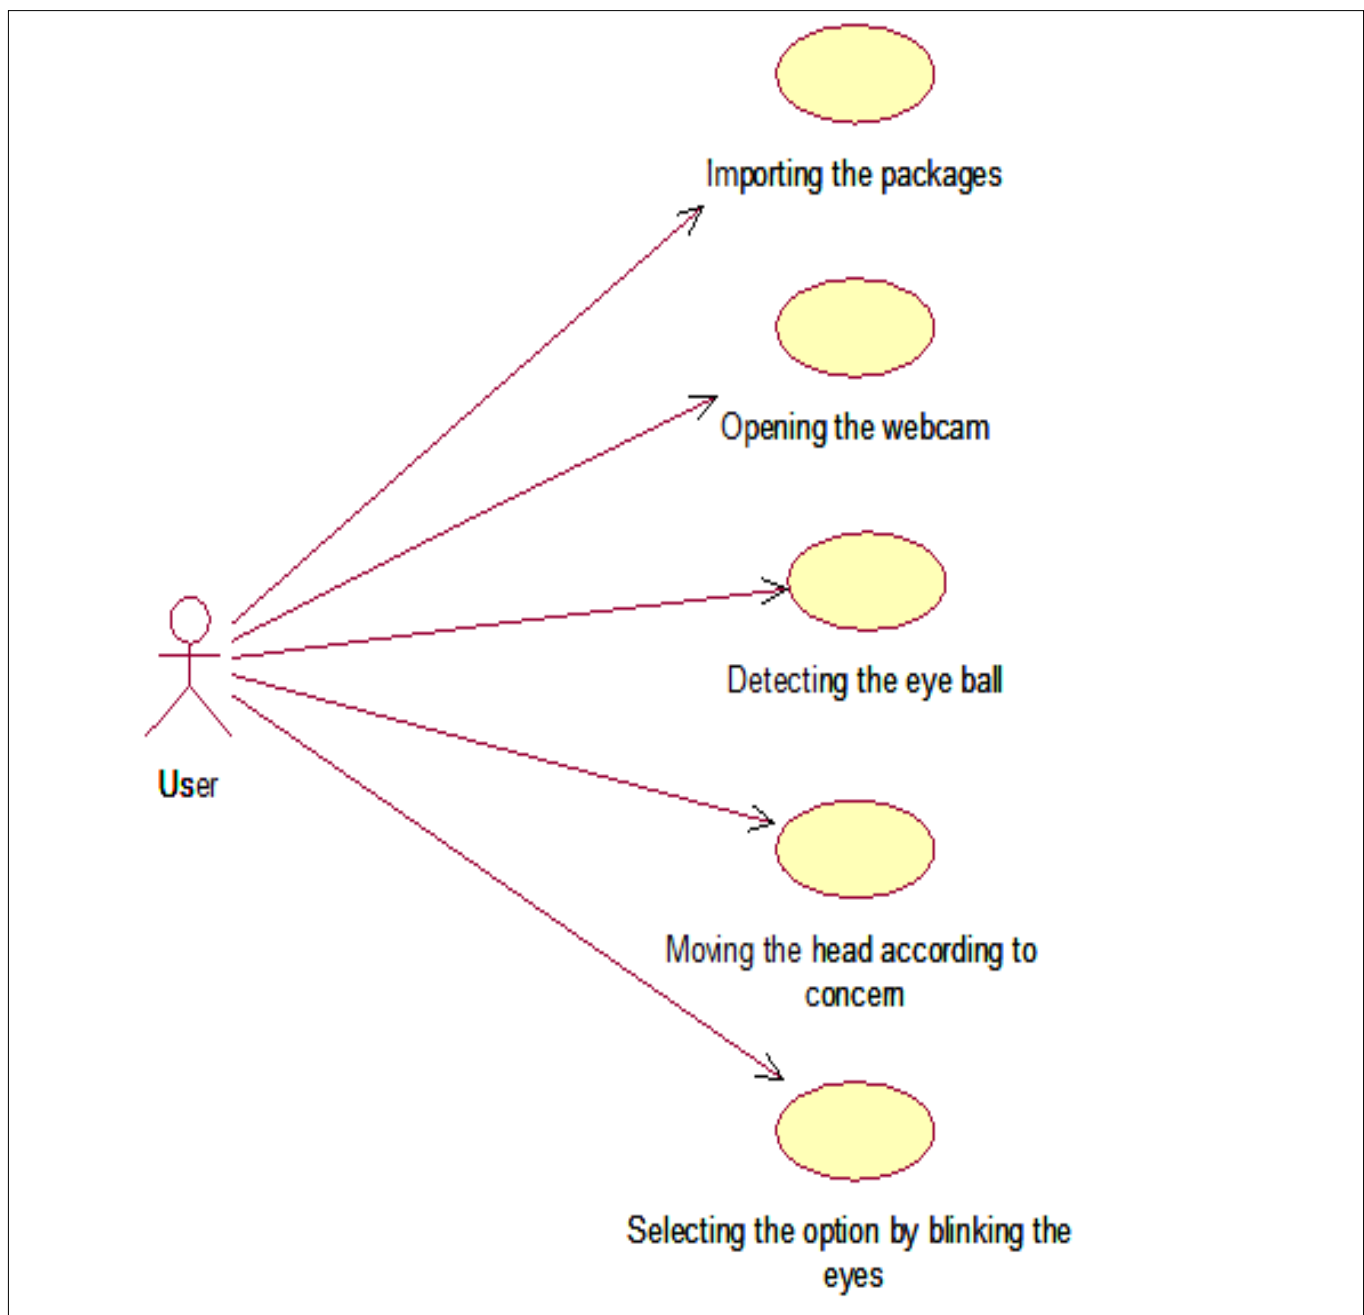 Importing the packages
Opening the webcam
Detecting the eye ball
User
Moving the head according to
concern
Selecting the option by blinking the
eyes